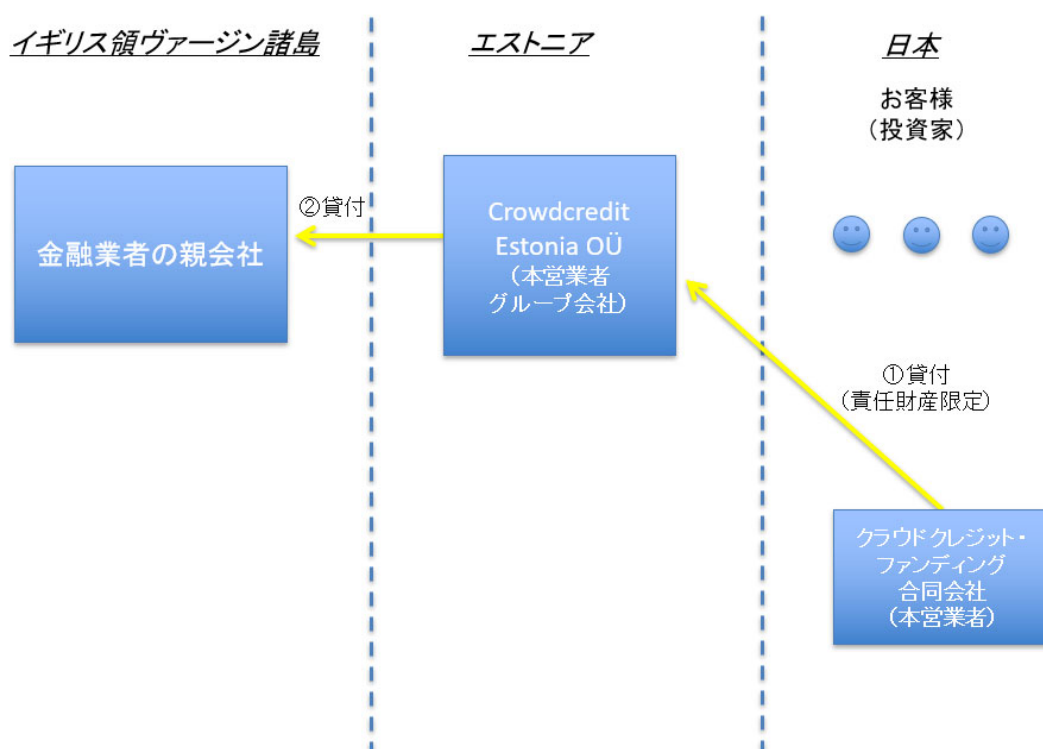 イギリス領ヴァージン諸島
エストニア
日本
お客様
（投資家）
金融業者の親会社
②貸付
Crowdcredit
Estonia OÜ
（本営業者
グループ会社）
①貸付
（責任財産限定）
クラウドクレジット・
ファンディング
合同会社
（本営業者）